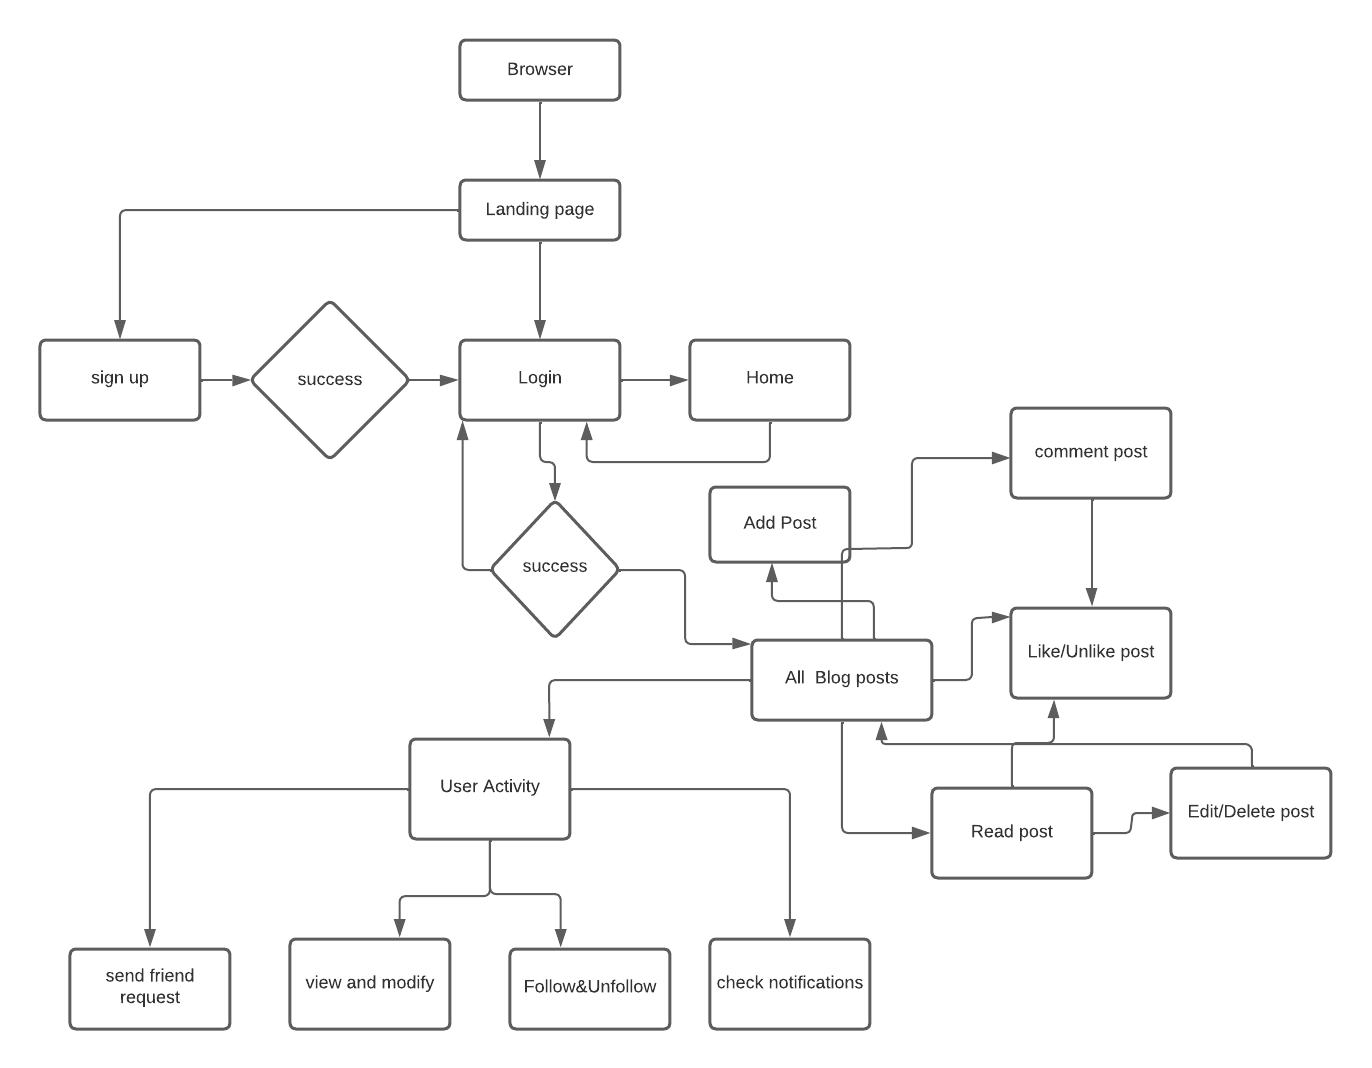 Browser
Landing page
sign up
success
Login
Home
comment post
Add Post
success
Like/Unlike post
All  Blog posts
User Activity
Read post
Edit/Delete post
send friend
request
view and modify
Follow&Unfollow
check notifications